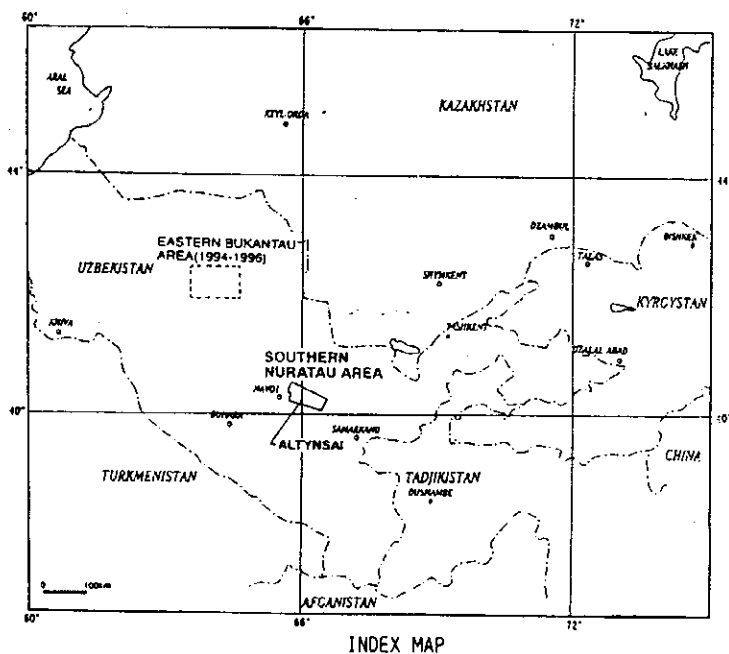 60°
66°
72°
ARAL
SEA
LAKE
BALKHASH
KZYL-ORDA
KAZAKHSTAN
44°
44°
EASTERN BUKANTAU
AREA(1994-1996)
UZBEKISTAN
DZAMBUL
BISHKEK
TALAS
SHYMKENT
KYRGYSTAN
KHIVA
TASHKENT
DZALAL ABAD
SOUTHERN
NURATAU AREA
NAVOI
40°
40°
SAMARKAND
ALTYNSAI
CHINA
TURKMENISTAN
TADJIKISTAN
DUSHAMBE
0 100km
AFGANISTAN
60°
66°
72°
INDEX MAP